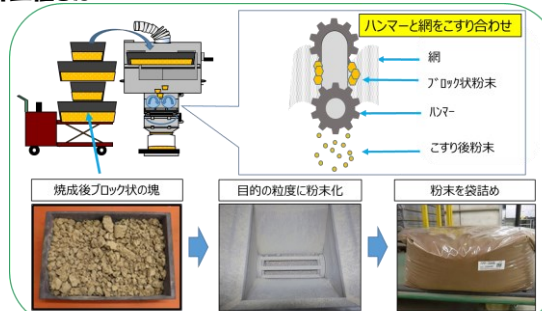 ハンマーと網をこすり合わせ
網
ブロック状粉末
ハンマー
こすり後粉末
焼成後ブロック状の塊
目的の粒度に粉末化
粉末を袋詰め